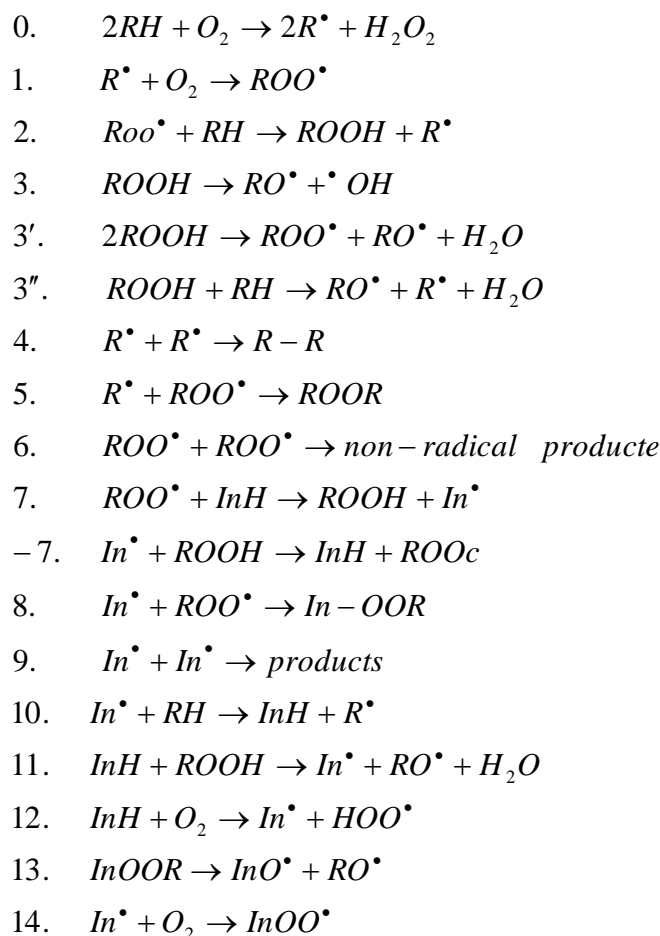 0. 2RH + O₂ → 2R• + H₂O₂
1. R• + O₂ → ROO•
2. Roo• + RH → ROOH + R•
3. ROOH → RO• +• OH
3′. 2ROOH → ROO• + RO• + H₂O
3″. ROOH + RH → RO• + R• + H₂O
4. R• + R• → R – R
5. R• + ROO• → ROOR
6. ROO• + ROO• → non – radical producte
7. ROO• + InH → ROOH + In•
– 7. In• + ROOH → InH + ROOc
8. In• + ROO• → In – OOR
9. In• + In• → products
10. In• + RH → InH + R•
11. InH + ROOH → In• + RO• + H₂O
12. InH + O₂ → In• + HOO•
13. InOOR → InO• + RO•
14. In• + O₂ → InOO•